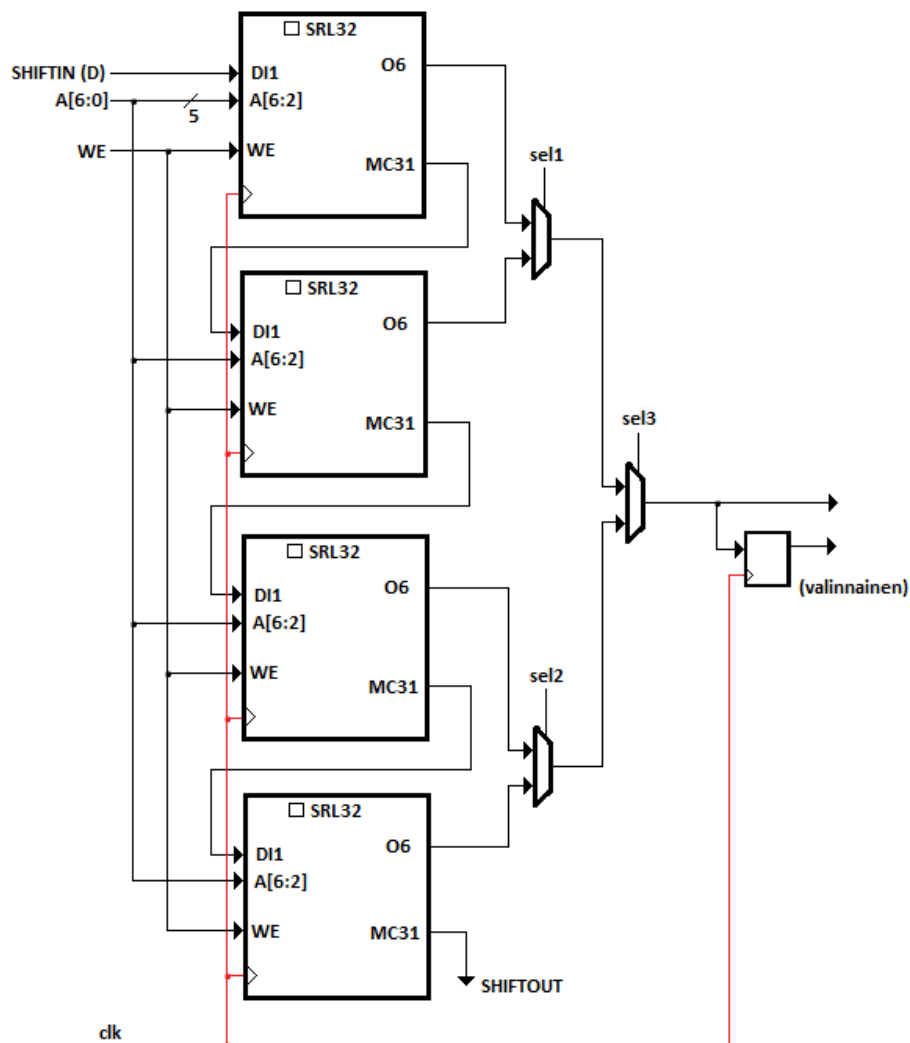 SRL32
SHIFTIN (D)
DI1
O6
A[6:0]
5
A[6:2]
WE
WE
MC31
sel1
SRL32
DI1
O6
A[6:2]
WE
MC31
sel3
SRL32
DI1
O6
A[6:2]
(valinnainen)
WE
MC31
sel2
SRL32
DI1
O6
A[6:2]
WE
MC31
SHIFTOUT
clk